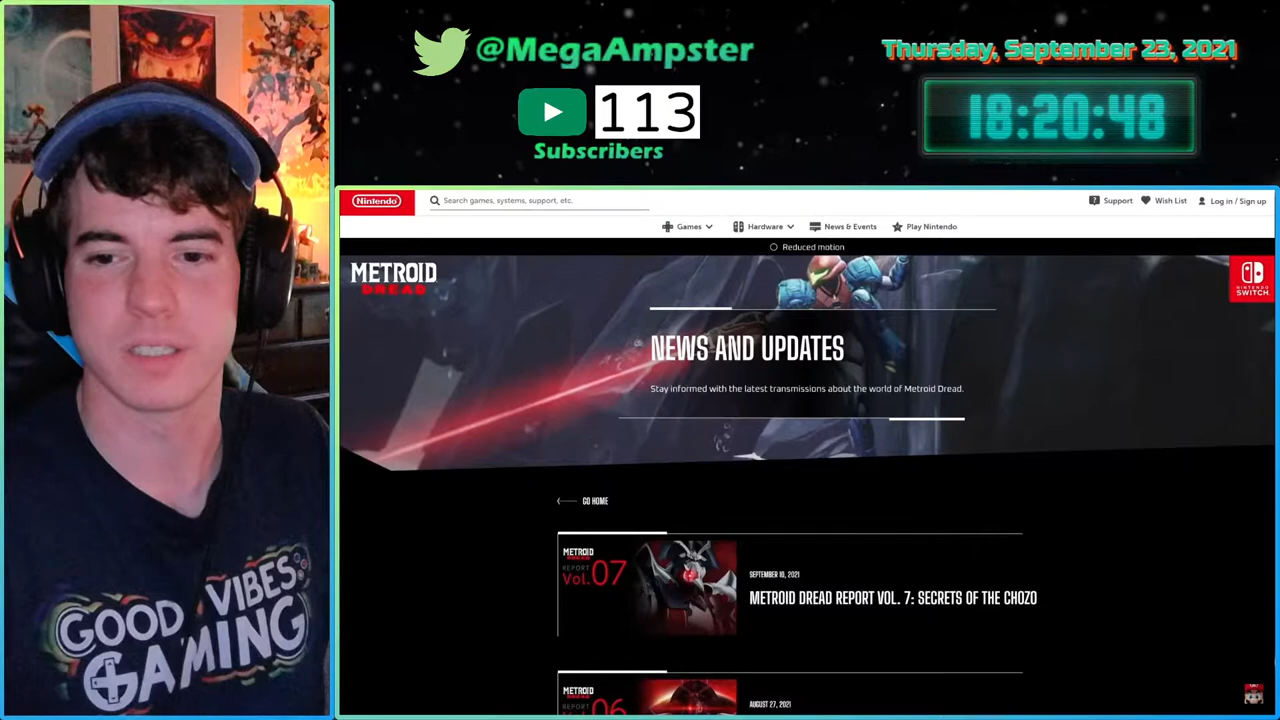 @MegaAmpster
113
Subscribers
Thursday, September 23, 2021
18:20:48
GOOD VIBES
GAMING
Nintendo
Search games, systems, support, etc.
Support
Wish List
Log in / Sign up
Games
Hardware
News & Events
Play Nintendo
Reduced motion
METROID
DREAD
NINTENDO
SWITCH
NEWS AND UPDATES
Stay informed with the latest transmissions about the world of Metroid Dread.
GO HOME
METROID
DREAD
REPORT
Vol.07
SEPTEMBER 10, 2021
METROID DREAD REPORT VOL. 7: SECRETS OF THE CHOZO
METROID
DREAD
REPORT
Vol.06
AUGUST 27, 2021